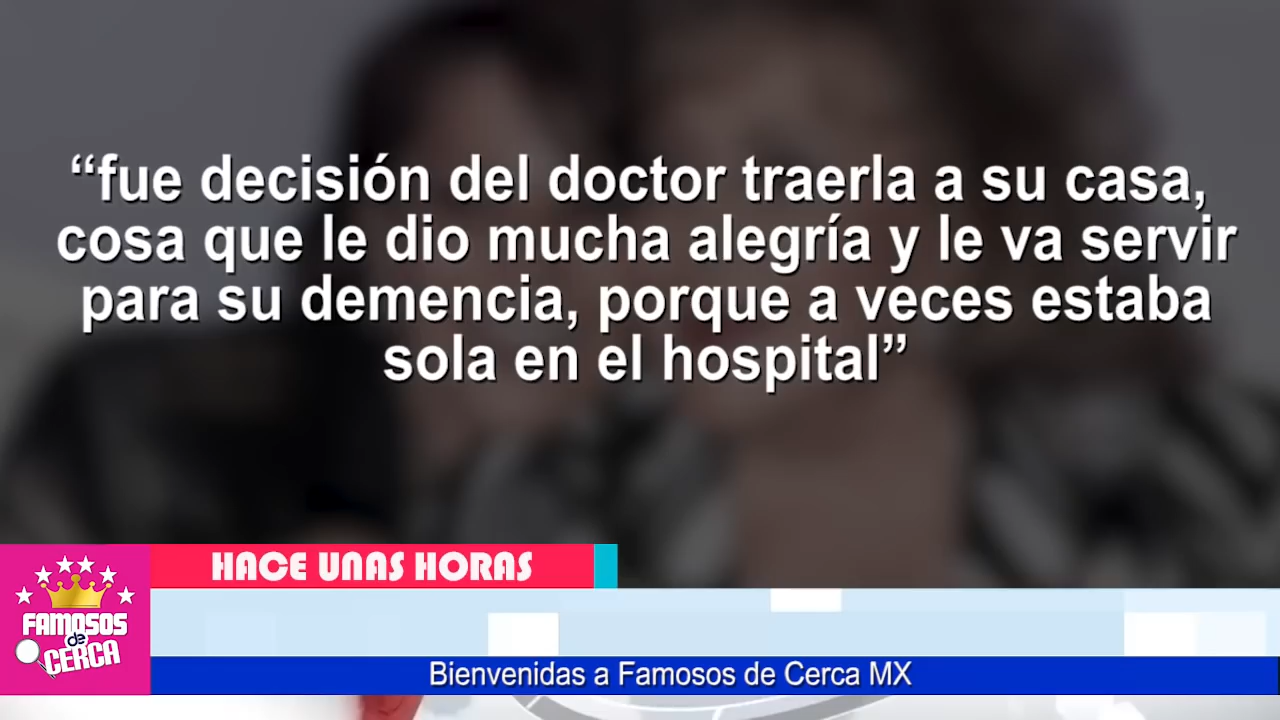 “fue decisión del doctor traerla a su casa,
cosa que le dio mucha alegría y le va servir
para su demencia, porque a veces estaba
sola en el hospital”
HACE UNAS HORAS
FAMOSOS
de
CERCA
Bienvenidas a Famosos de Cerca MX